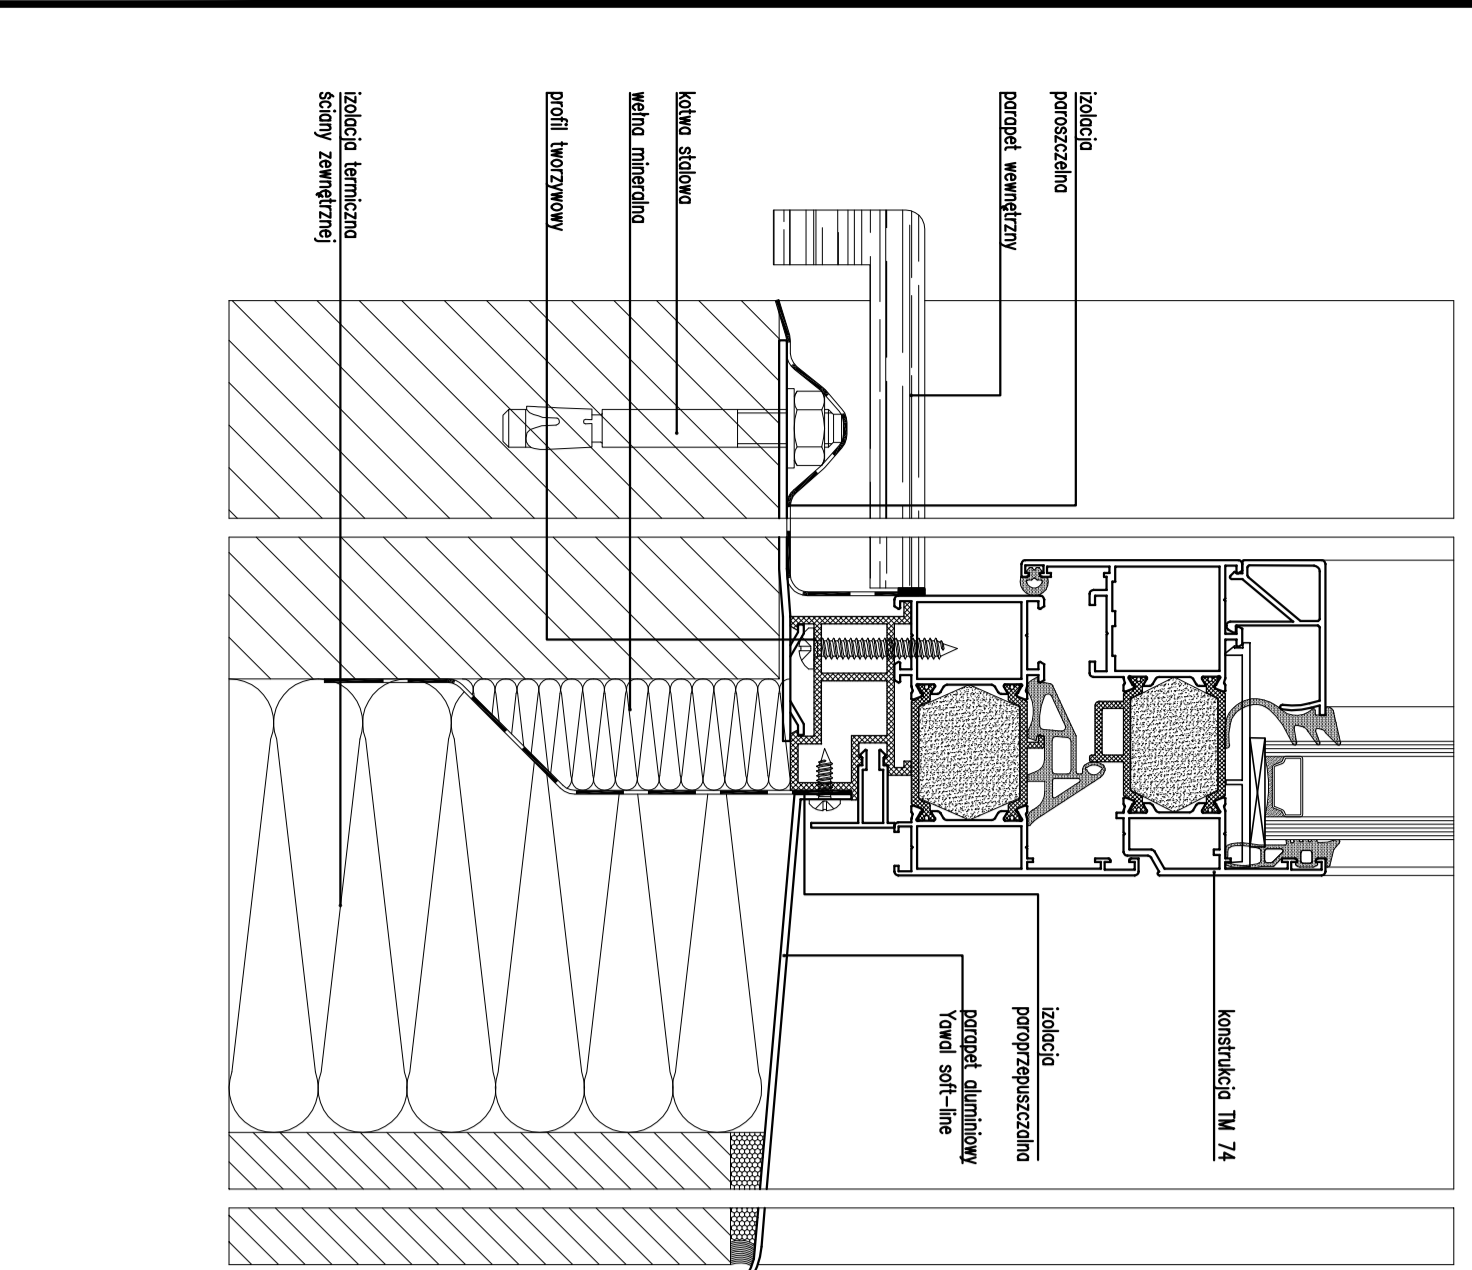 izolacja
paroszczelna
parapet wewnętrzny
kotwa stalowa
wełna mineralna
profil tworzywowy
izolacja termiczna
ściany zewnętrznej
konstrukcja TM 74
izolacja
paroprzepuszczalna
parapet aluminiowy
Yawal soft-line